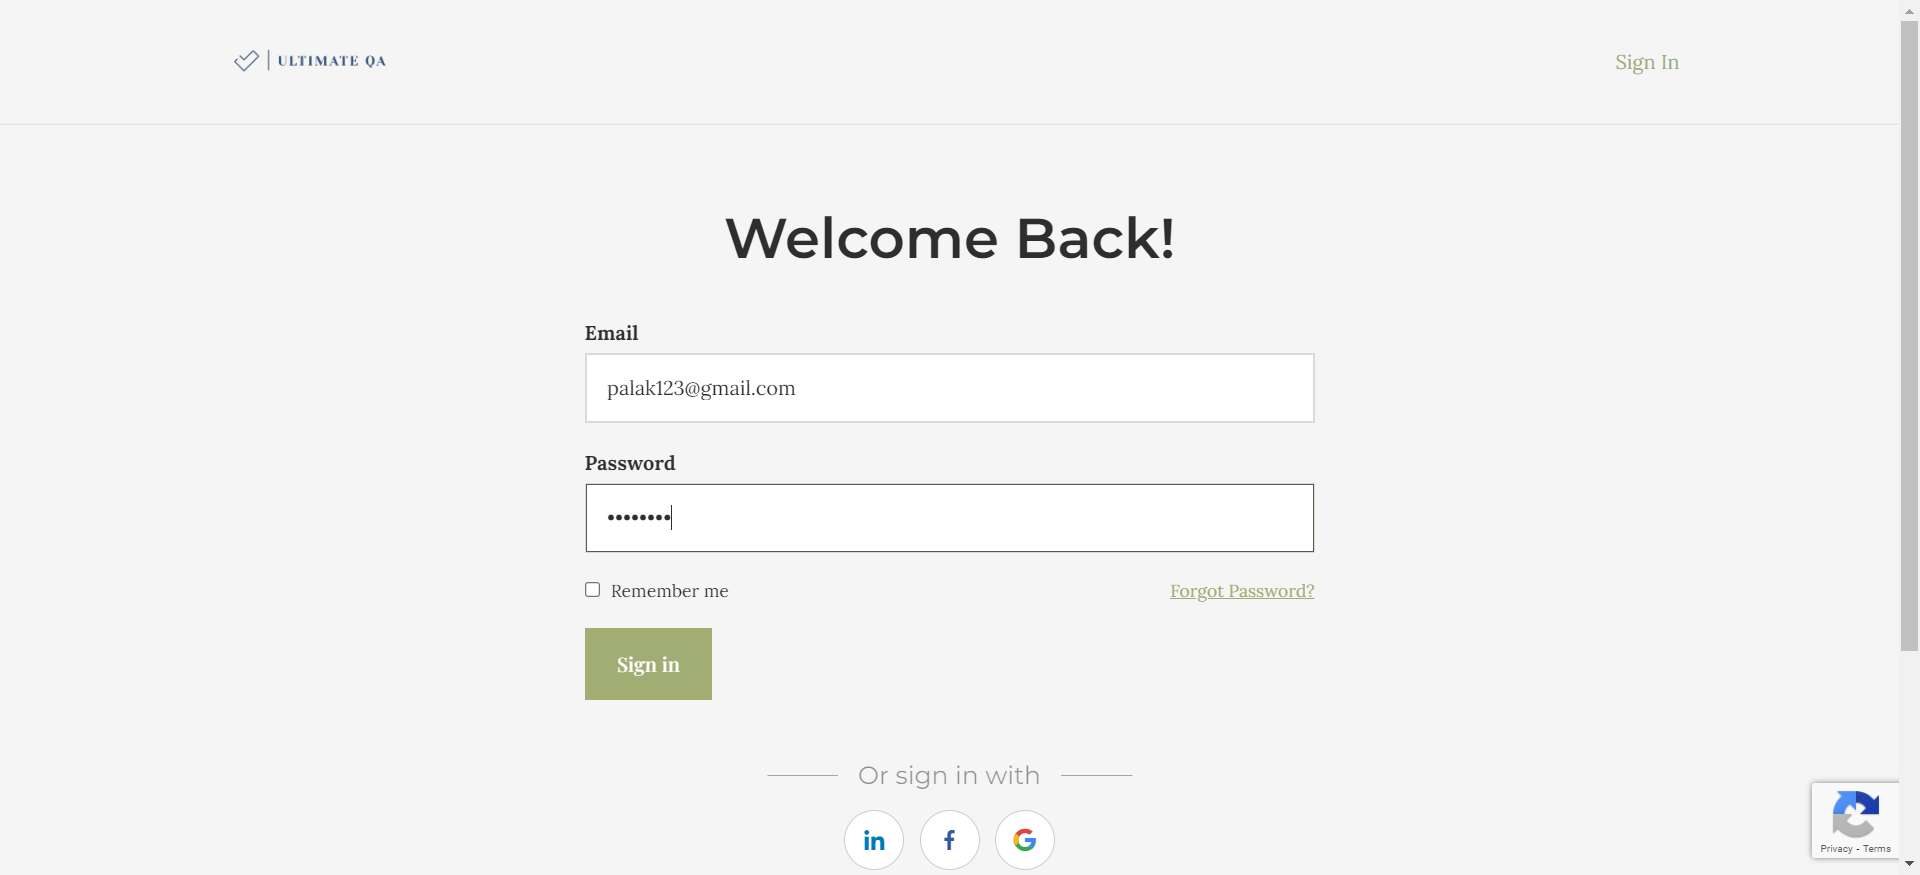 ULTIMATE QA
Sign In
Welcome Back!
Email
palak123@gmail.com
Password
••••••••
Remember me
Forgot Password?
Sign in
Or sign in with
Privacy - Terms